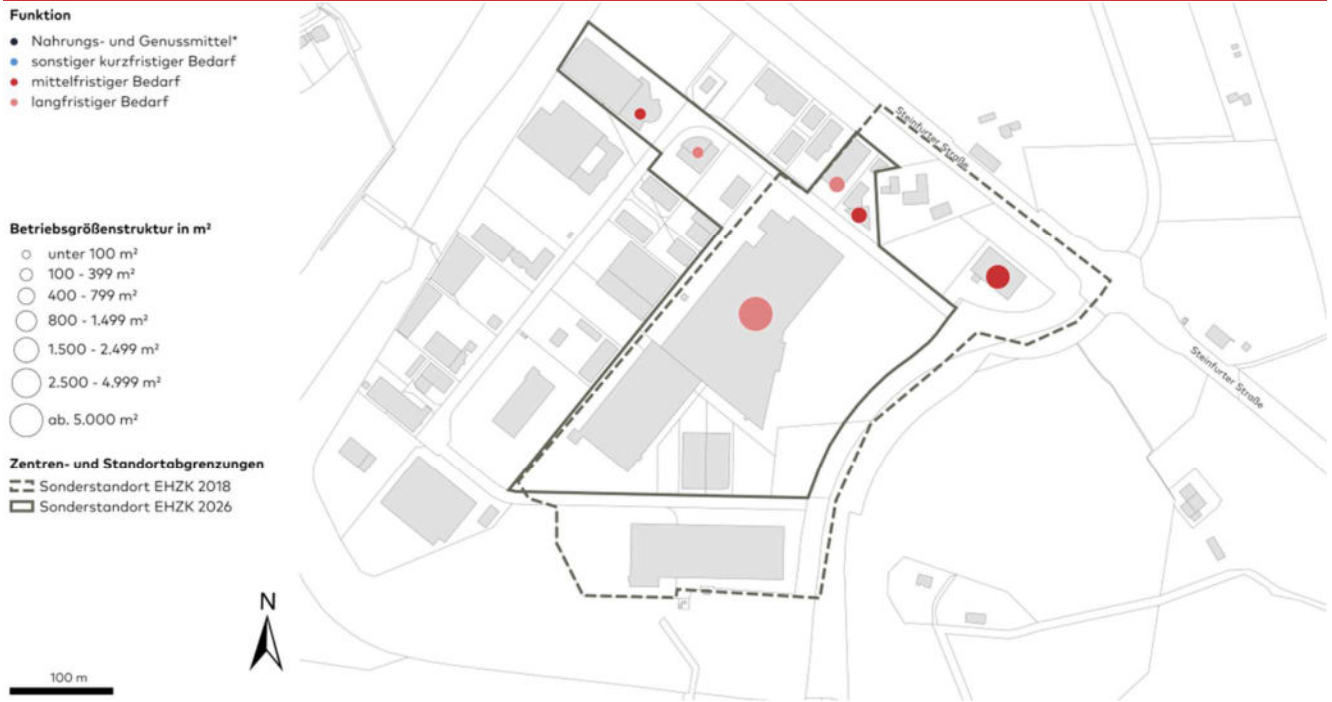 Funktion
Nahrungs- und Genussmittel*
sonstiger kurzfristiger Bedarf
mittelfristiger Bedarf
langfristiger Bedarf
Betriebsgrößenstruktur in m²
unter 100 m²
100 - 399 m²
400 - 799 m²
800 - 1.499 m²
1.500 - 2.499 m²
2.500 - 4.999 m²
ab. 5.000 m²
Zentren- und Standortabgrenzungen
Sonderstandort EHZK 2018
Sonderstandort EHZK 2026
N
100 m
Steinfurter Straße
Steinfurter Straße